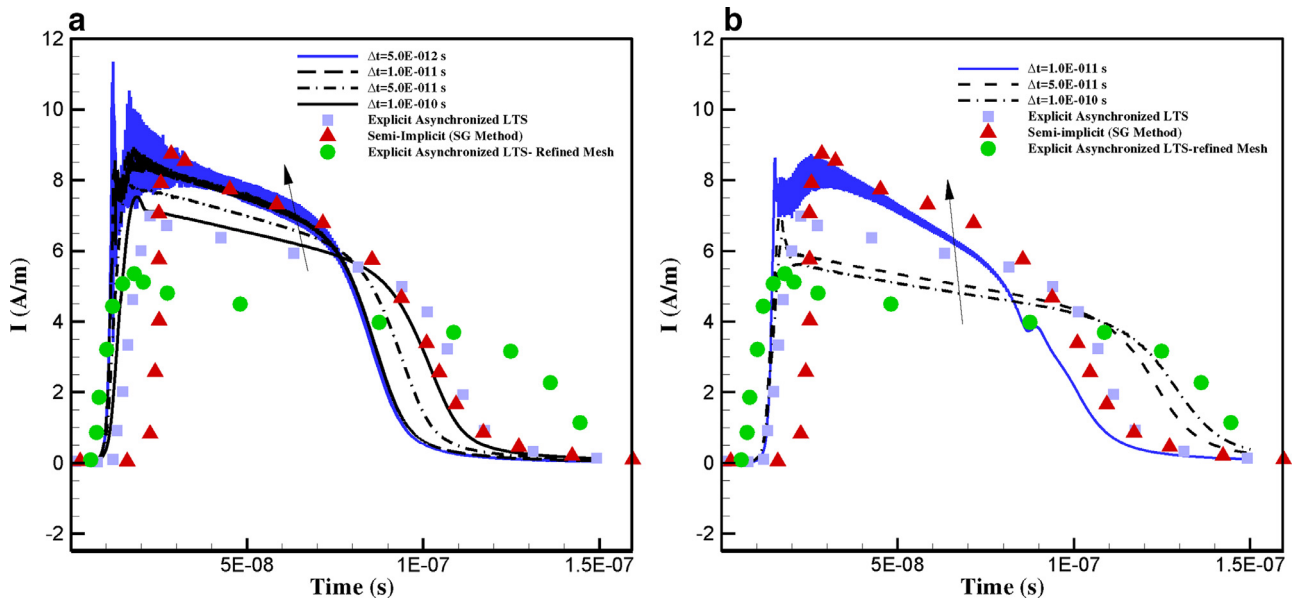 a
12
10
8
6
4
2
0
-2
I (A/m)
Δt=5.0E-012 s
Δt=1.0E-011 s
Δt=5.0E-011 s
Δt=1.0E-010 s
Explicit Asynchronized LTS
Semi-Implicit (SG Method)
Explicit Asynchronized LTS- Refined Mesh
5E-08
1E-07
1.5E-07
Time (s)
b
12
10
8
6
4
2
0
-2
I (A/m)
Δt=1.0E-011 s
Δt=5.0E-011 s
Δt=1.0E-010 s
Explicit Asynchronized LTS
Semi-implicit (SG Method)
Explicit Asynchronized LTS-refined Mesh
5E-08
1E-07
1.5E-07
Time (s)